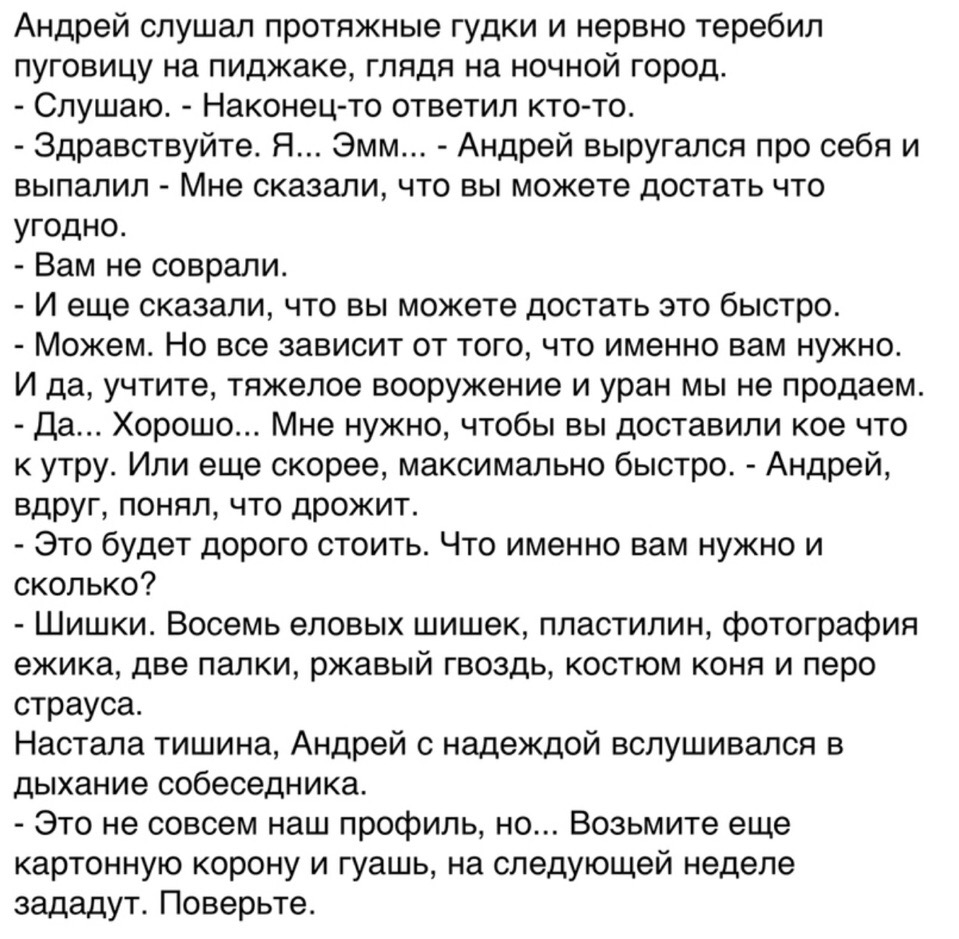 Андрей слушал протяжные гудки и нервно теребил
пуговицу на пиджаке, глядя на ночной город.
- Слушаю. - Наконец-то ответил кто-то.
- Здравствуйте. Я... Эмм... - Андрей выругался про себя и
выпалил - Мне сказали, что вы можете достать что
угодно.
- Вам не соврали.
- И еще сказали, что вы можете достать это быстро.
- Можем. Но все зависит от того, что именно вам нужно.
И да, учтите, тяжелое вооружение и уран мы не продаем.
- Да... Хорошо... Мне нужно, чтобы вы доставили кое что
к утру. Или еще скорее, максимально быстро. - Андрей,
вдруг, понял, что дрожит.
- Это будет дорого стоить. Что именно вам нужно и
сколько?
- Шишки. Восемь еловых шишек, пластилин, фотография
ежика, две палки, ржавый гвоздь, костюм коня и перо
страуса.
Настала тишина, Андрей с надеждой вслушивался в
дыхание собеседника.
- Это не совсем наш профиль, но... Возьмите еще
картонную корону и гуашь, на следующей неделе
зададут. Поверьте.